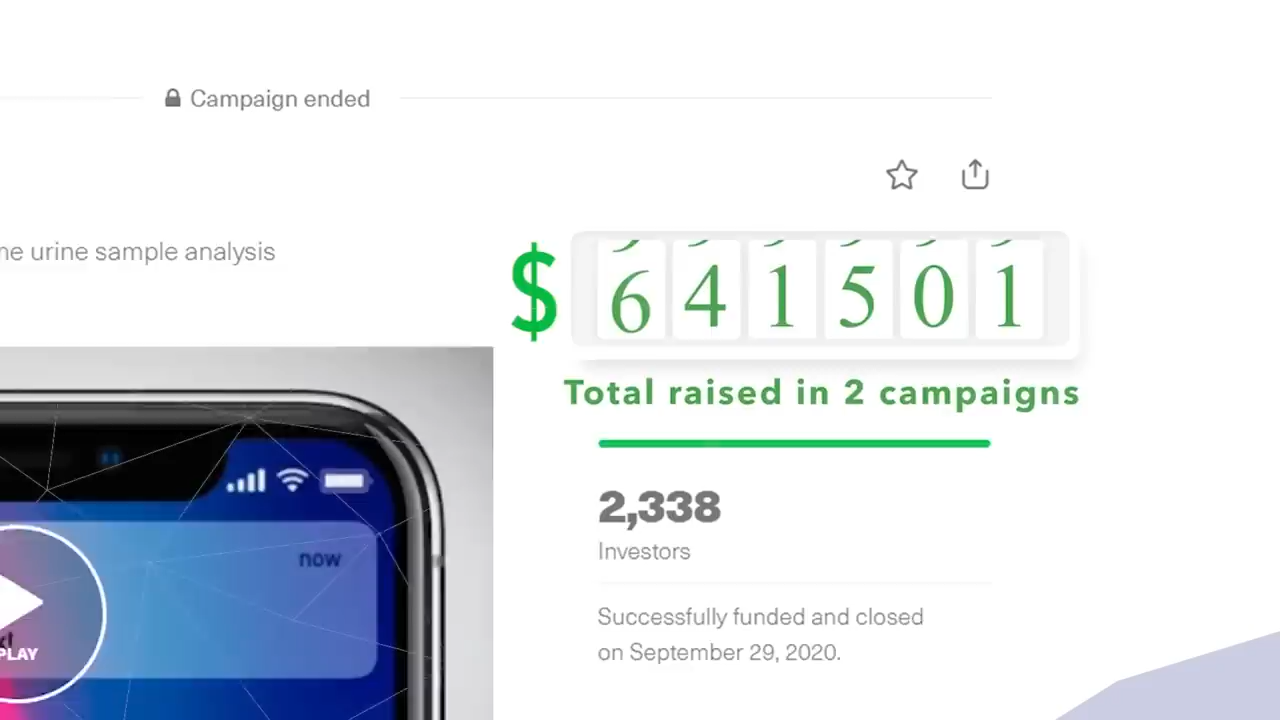 Campaign ended
ne urine sample analysis
$ 641501
Total raised in 2 campaigns
2,338
Investors
now
PLAY
Successfully funded and closed
on September 29, 2020.